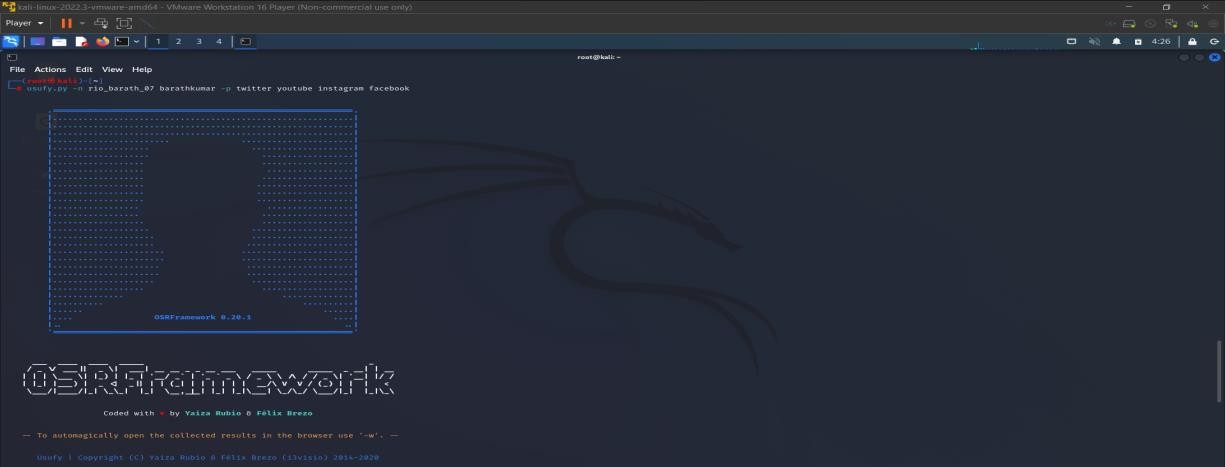 kali-linux-2022.3-vmware-amd64 - VMware Workstation 16 Player (Non-commercial use only)
Player
1 2 3 4
4:26
root@kali: ~
File Actions Edit View Help
(root㉿kali)-[~]
# usufy.py -n rio_barath_07 barathkumar -p twitter youtube instagram facebook
OSRFramework 0.20.1
OSRFramework
Coded with ♥ by Yaiza Rubio & Félix Brezo
-- To automagically open the collected results in the browser use '-w'. --
Usufy | Copyright (C) Yaiza Rubio & Félix Brezo (i3visio) 2014-2020